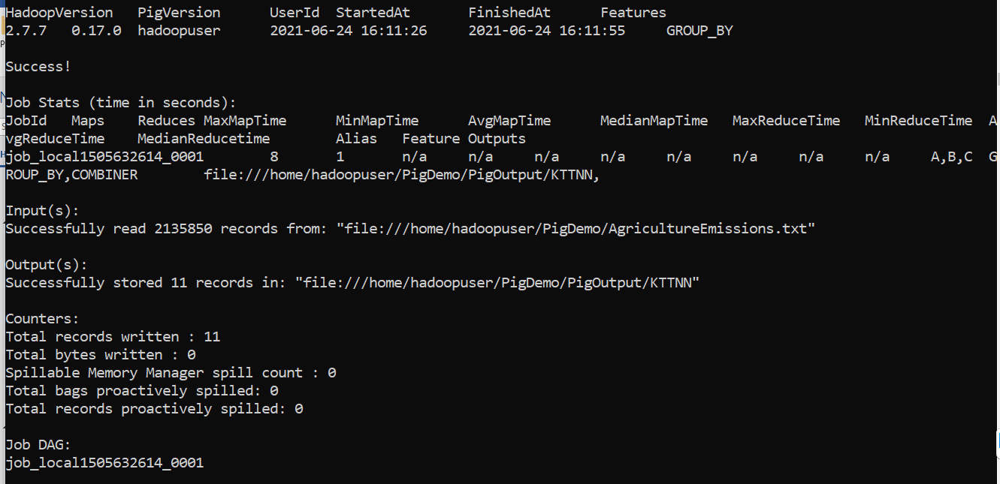 HadoopVersion PigVersion UserId StartedAt FinishedAt Features
2.7.7 0.17.0 hadoopuser 2021-06-24 16:11:26 2021-06-24 16:11:55 GROUP_BY
Success!
Job Stats (time in seconds):
JobId Maps Reduces MaxMapTime MinMapTime AvgMapTime MedianMapTime MaxReduceTime MinReduceTime A
vgReduceTime MedianReducetime Alias Feature Outputs
job_local1505632614_0001 8 1 n/a n/a n/a n/a n/a n/a n/a n/a A,B,C G
ROUP_BY,COMBINER file:///home/hadoopuser/PigDemo/PigOutput/KTTNN,
Input(s):
Successfully read 2135850 records from: "file:///home/hadoopuser/PigDemo/AgricultureEmissions.txt"
Output(s):
Successfully stored 11 records in: "file:///home/hadoopuser/PigDemo/PigOutput/KTTNN"
Counters:
Total records written : 11
Total bytes written : 0
Spillable Memory Manager spill count : 0
Total bags proactively spilled: 0
Total records proactively spilled: 0
Job DAG:
job_local1505632614_0001